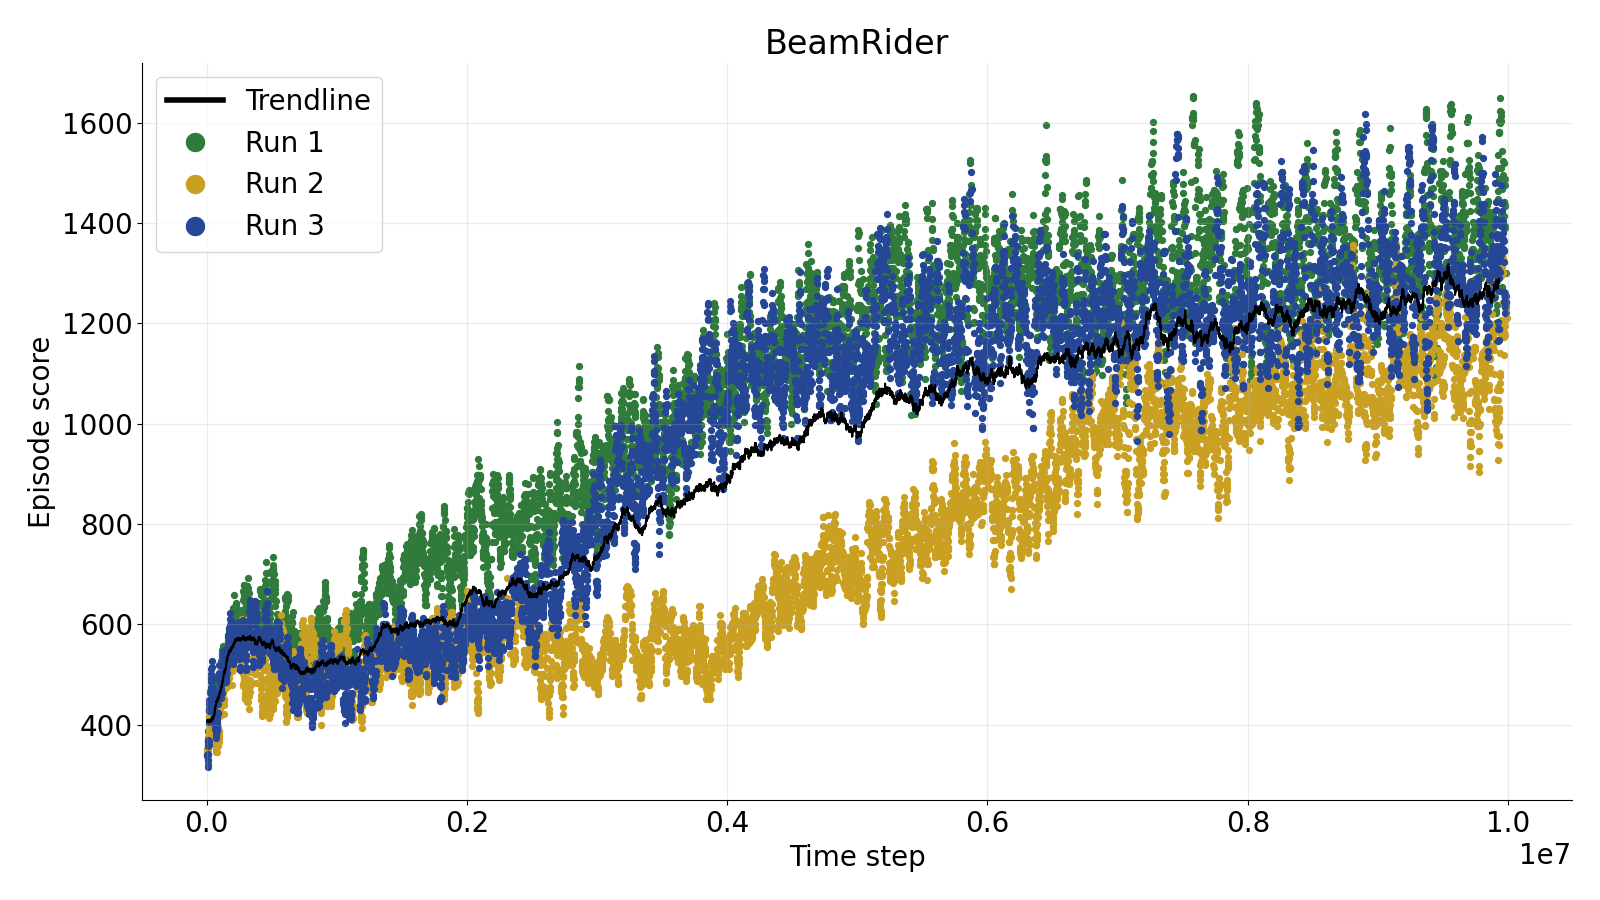 BeamRider
Trendline
Run 1
Run 2
Run 3
Episode score
1600
1400
1200
1000
800
600
400
0.0 0.2 0.4 0.6 0.8 1.0
1e7
Time step